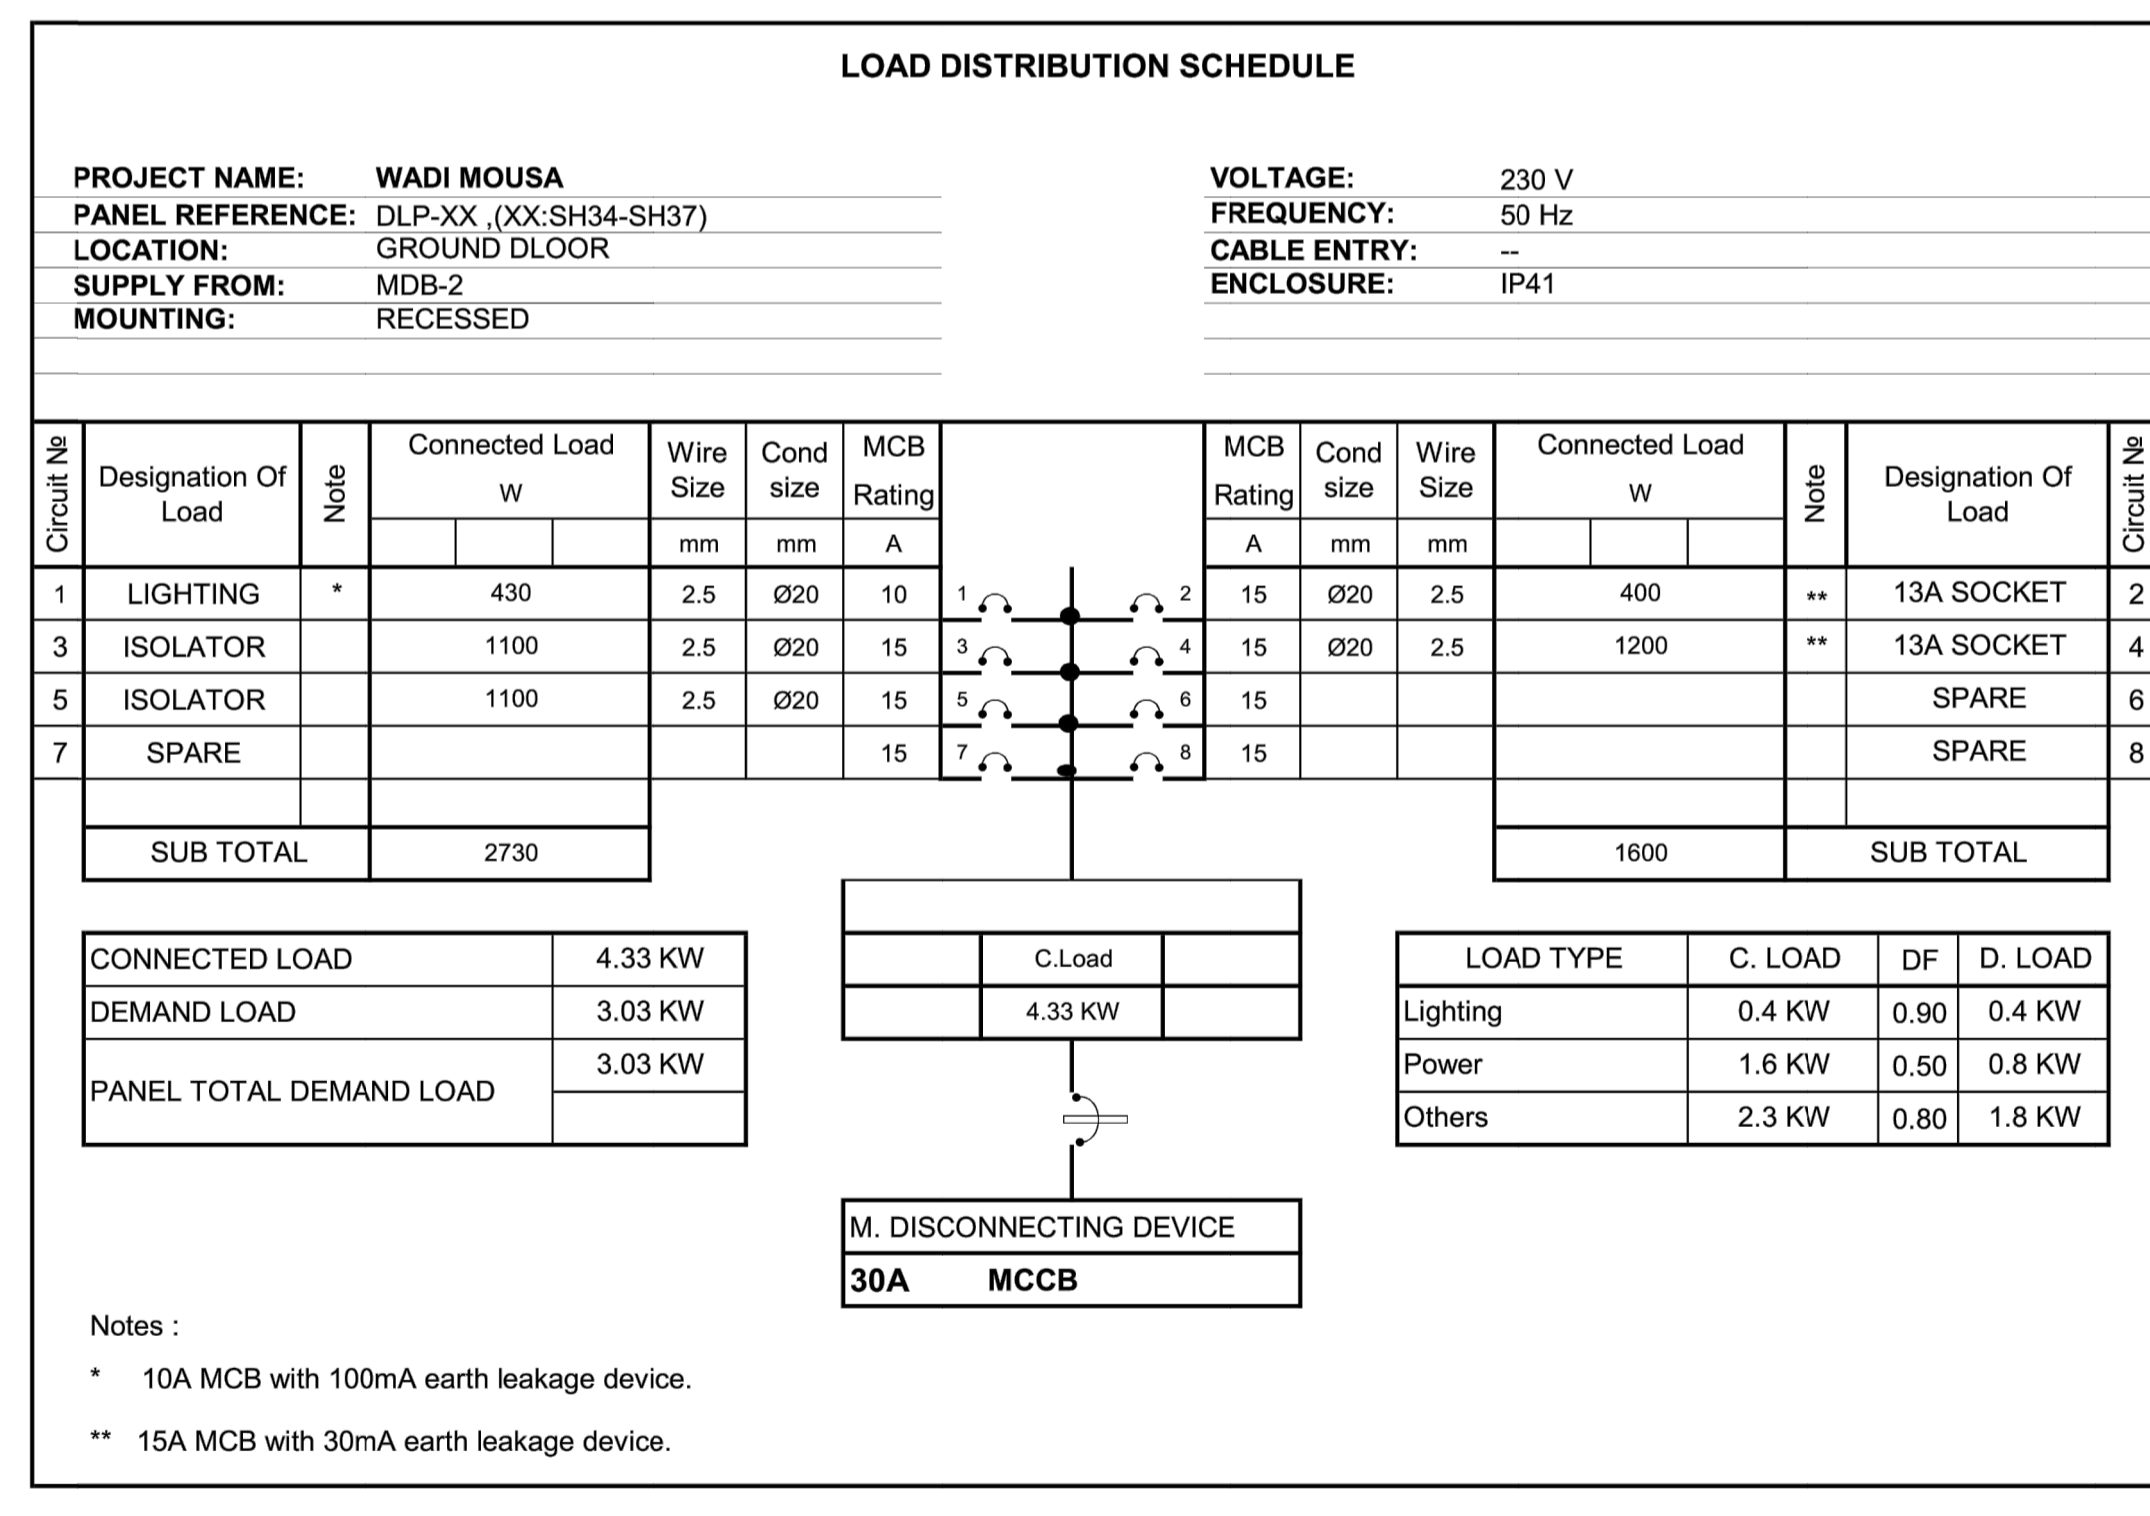 LOAD DISTRIBUTION SCHEDULE
PROJECT NAME: WADI MOUSA
PANEL REFERENCE: DLP-XX ,(XX:SH34-SH37)
LOCATION: GROUND DLOOR
SUPPLY FROM: MDB-2
MOUNTING: RECESSED
VOLTAGE: 230 V
FREQUENCY: 50 Hz
CABLE ENTRY: --
ENCLOSURE: IP41
Circuit № Designation Of Load Note Connected Load W Wire Size mm Cond size mm MCB Rating A MCB Rating A Cond size mm Wire Size mm Connected Load W Note Designation Of Load Circuit №
1 LIGHTING * 430 2.5 Ø20 10 1 2 15 Ø20 2.5 400 ** 13A SOCKET 2
3 ISOLATOR 1100 2.5 Ø20 15 3 4 15 Ø20 2.5 1200 ** 13A SOCKET 4
5 ISOLATOR 1100 2.5 Ø20 15 5 6 15 SPARE 6
7 SPARE 15 7 8 15 SPARE 8
SUB TOTAL 2730 1600 SUB TOTAL
CONNECTED LOAD 4.33 KW
DEMAND LOAD 3.03 KW
PANEL TOTAL DEMAND LOAD 3.03 KW
C.Load
4.33 KW
LOAD TYPE C. LOAD DF D. LOAD
Lighting 0.4 KW 0.90 0.4 KW
Power 1.6 KW 0.50 0.8 KW
Others 2.3 KW 0.80 1.8 KW
M. DISCONNECTING DEVICE
30A MCCB
Notes :
* 10A MCB with 100mA earth leakage device.
** 15A MCB with 30mA earth leakage device.